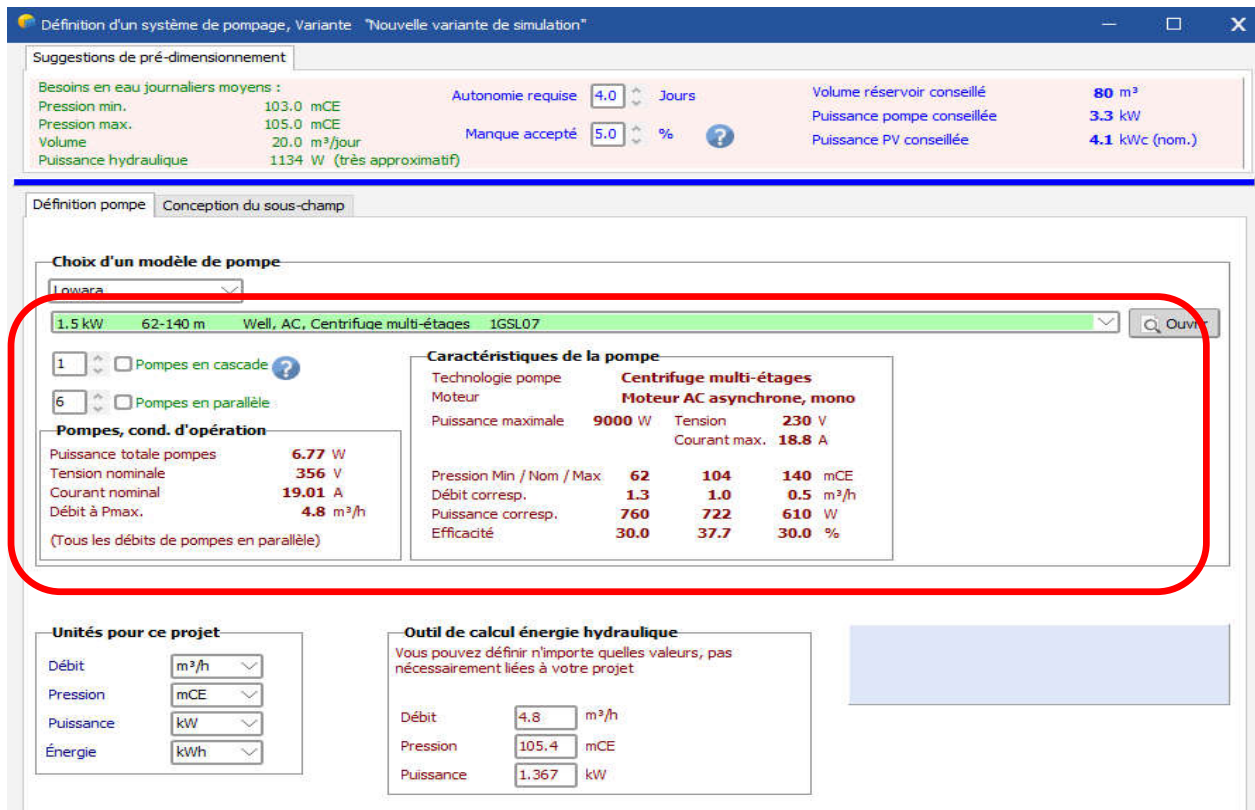 Définition d'un système de pompage, Variante "Nouvelle variante de simulation"
Suggestions de pré-dimensionnement
Besoins en eau journaliers moyens :
Pression min. 103.0 mCE
Pression max. 105.0 mCE
Volume 20.0 m³/jour
Puissance hydraulique 1134 W (très approximatif)
Autonomie requise 4.0 Jours
Manque accepté 5.0 % ?
Volume réservoir conseillé 80 m³
Puissance pompe conseillée 3.3 kW
Puissance PV conseillée 4.1 kWc (nom.)
Définition pompe Conception du sous-champ
Choix d'un modèle de pompe
Lowara
1.5 kW 62-140 m Well, AC, Centrifuge multi-étages 1GSL07 Ouvrir
1 Pompes en cascade ?
6 Pompes en parallèle
Pompes, cond. d'opération
Puissance totale pompes 6.77 W
Tension nominale 356 V
Courant nominal 19.01 A
Débit à Pmax. 4.8 m³/h
(Tous les débits de pompes en parallèle)
Caractéristiques de la pompe
Technologie pompe Centrifuge multi-étages
Moteur Moteur AC asynchrone, mono
Puissance maximale 9000 W Tension 230 V
Courant max. 18.8 A
Pression Min / Nom / Max 62 104 140 mCE
Débit corresp. 1.3 1.0 0.5 m³/h
Puissance corresp. 760 722 610 W
Efficacité 30.0 37.7 30.0 %
Unités pour ce projet
Débit m³/h
Pression mCE
Puissance kW
Énergie kWh
Outil de calcul énergie hydraulique
Vous pouvez définir n'importe quelles valeurs, pas
nécessairement liées à votre projet
Débit 4.8 m³/h
Pression 105.4 mCE
Puissance 1.367 kW